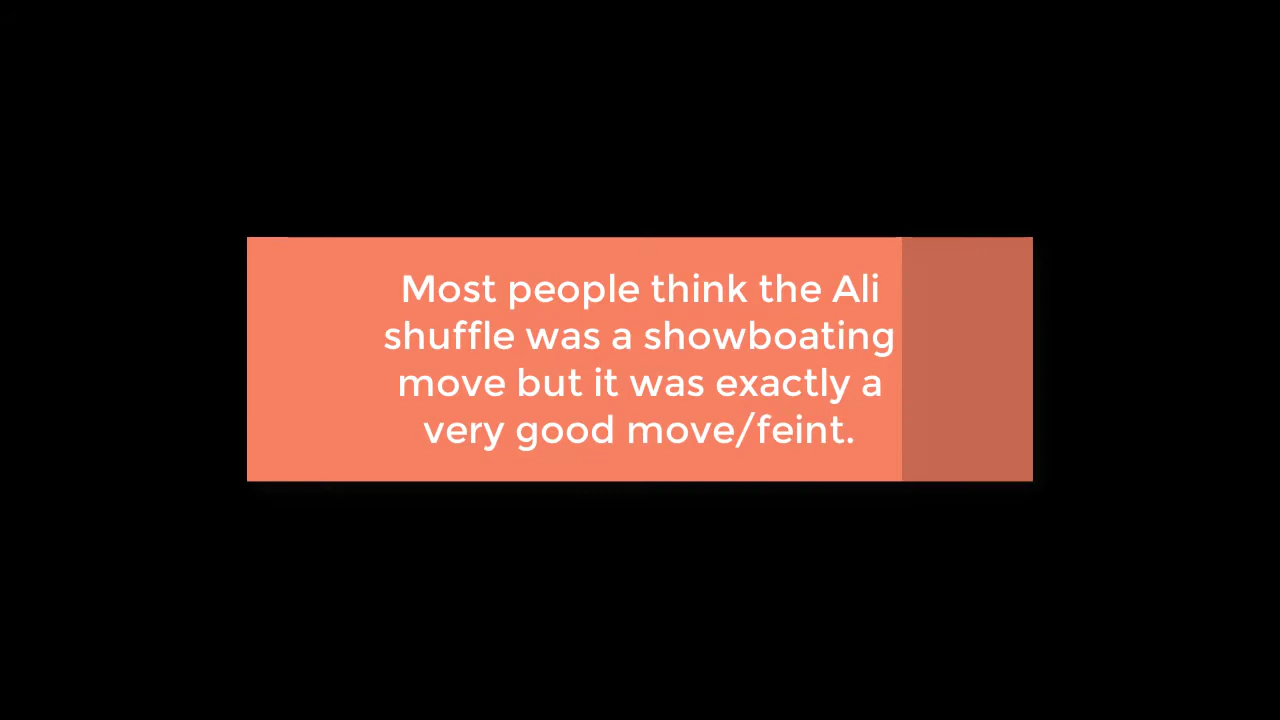 Most people think the Ali
shuffle was a showboating
move but it was exactly a
very good move/feint.